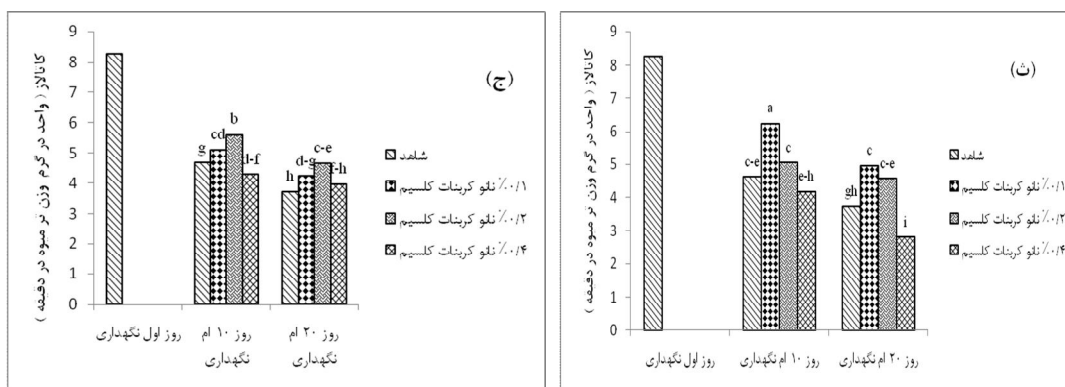 (ث)
کاتالاز ( واحد در گرم وزن تر میوه در دقیقه )
9
8
7
6
5
4
3
2
1
0
a
c-e
c
e-h
c
c-e
gh
i
روز اول نگهداری
روز ۱۰ ام نگهداری
روز ۲۰ ام نگهداری
شاهد
٪۰/۱ نانو کربنات کلسیم
٪۰/۲ نانو کربنات کلسیم
٪۰/۴ نانو کربنات کلسیم
(ج)
کاتالاز ( واحد در گرم وزن تر میوه در دقیقه )
9
8
7
6
5
4
3
2
1
0
g
cd
b
d-f
h
d-g
c-e
f-h
روز اول نگهداری
روز ۱۰ ام
نگهداری
روز ۲۰ ام
نگهداری
شاهد
٪۰/۱ نانو کربنات کلسیم
٪۰/۲ نانو کربنات کلسیم
٪۰/۴ نانو کربنات کلسیم